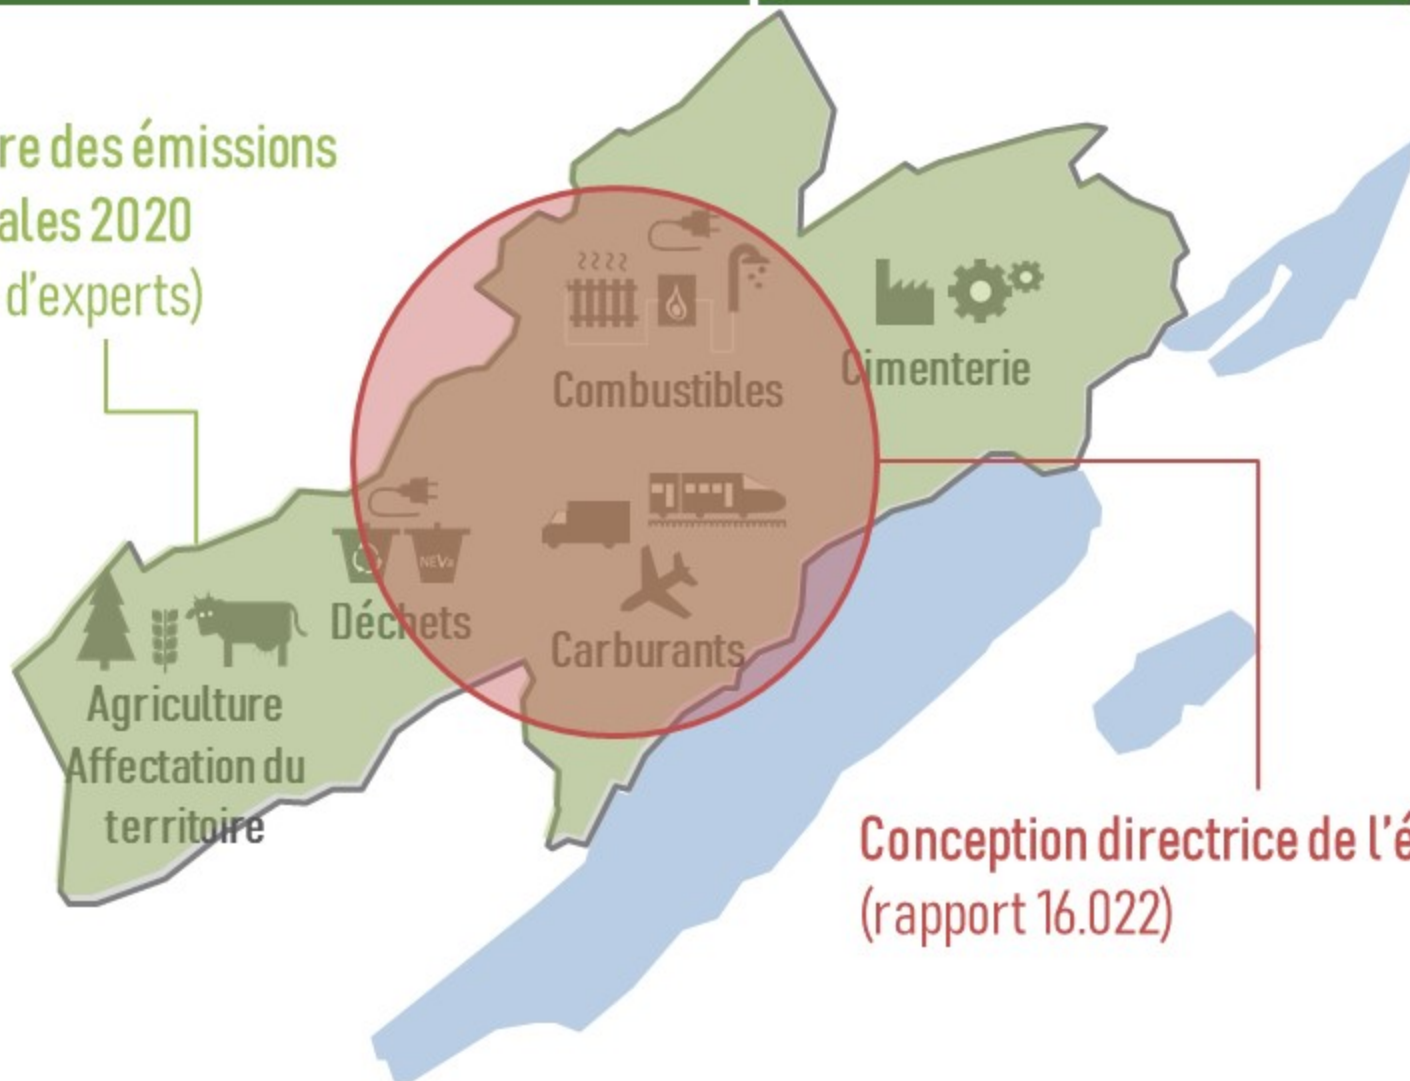 re des émissions
ales 2020
d'experts)
Combustibles
Cimenterie
NEVa
Déchets
Carburants
Agriculture
Affectation du
territoire
Conception directrice de l'é
(rapport 16.022)